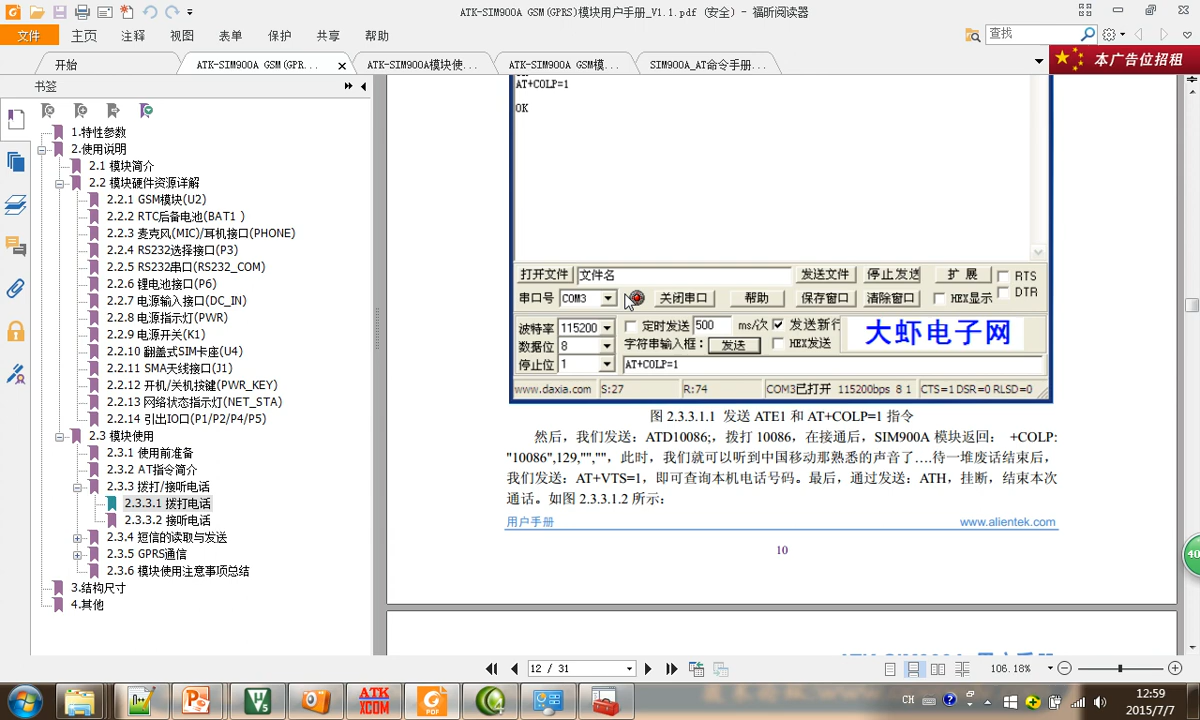 ATK-SIM900A GSM(GPRS)模块用户手册_V1.1.pdf (安全) - 福昕阅读器
文件 主页 注释 视图 表单 保护 共享 帮助 查找
开始 ATK-SIM900A GSM(GPR... ATK-SIM900A模块使... ATK-SIM900A GSM模... SIM900A_AT命令手册... 本广告位招租
书签
1.特性参数
2.使用说明
2.1 模块简介
2.2 模块硬件资源详解
2.2.1 GSM模块(U2)
2.2.2 RTC后备电池(BAT1 )
2.2.3 麦克风(MIC)/耳机接口(PHONE)
2.2.4 RS232选择接口(P3)
2.2.5 RS232串口(RS232_COM)
2.2.6 锂电池接口(P6)
2.2.7 电源输入接口(DC_IN)
2.2.8 电源指示灯(PWR)
2.2.9 电源开关(K1)
2.2.10 翻盖式SIM卡座(U4)
2.2.11 SMA天线接口(J1)
2.2.12 开机/关机按键(PWR_KEY)
2.2.13 网络状态指示灯(NET_STA)
2.2.14 引出IO口(P1/P2/P4/P5)
2.3 模块使用
2.3.1 使用前准备
2.3.2 AT指令简介
2.3.3 拨打/接听电话
2.3.3.1 拨打电话
2.3.3.2 接听电话
2.3.4 短信的读取与发送
2.3.5 GPRS通信
2.3.6 模块使用注意事项总结
3.结构尺寸
4.其他
AT+COLP=1
OK
打开文件 文件名 发送文件 停止发送 扩 展 RTS
串口号 COM3 关闭串口 帮助 保存窗口 清除窗口 HEX显示 DTR
波特率 115200 定时发送 500 ms/次 发送新行 大虾电子网
数据位 8 字符串输入框: 发送 HEX发送
停止位 1 AT+COLP=1
www.daxia.com S:27 R:74 COM3已打开 115200bps 8 1 CTS=1 DSR=0 RLSD=0
图 2.3.3.1.1 发送 ATE1 和 AT+COLP=1 指令
然后，我们发送：ATD10086;，拨打 10086，在接通后，SIM900A 模块返回： +COLP:
"10086",129,"","", 此时，我们就可以听到中国移动那熟悉的声音了….待一堆废话结束后，
我们发送：AT+VTS=1，即可查询本机电话号码。最后，通过发送：ATH，挂断，结束本次
通话。如图 2.3.3.1.2 所示：
用户手册 www.alientek.com
10
12 / 31 106.18%
40
CH 12:59
2015/7/7
ATK
XCOM
PDF